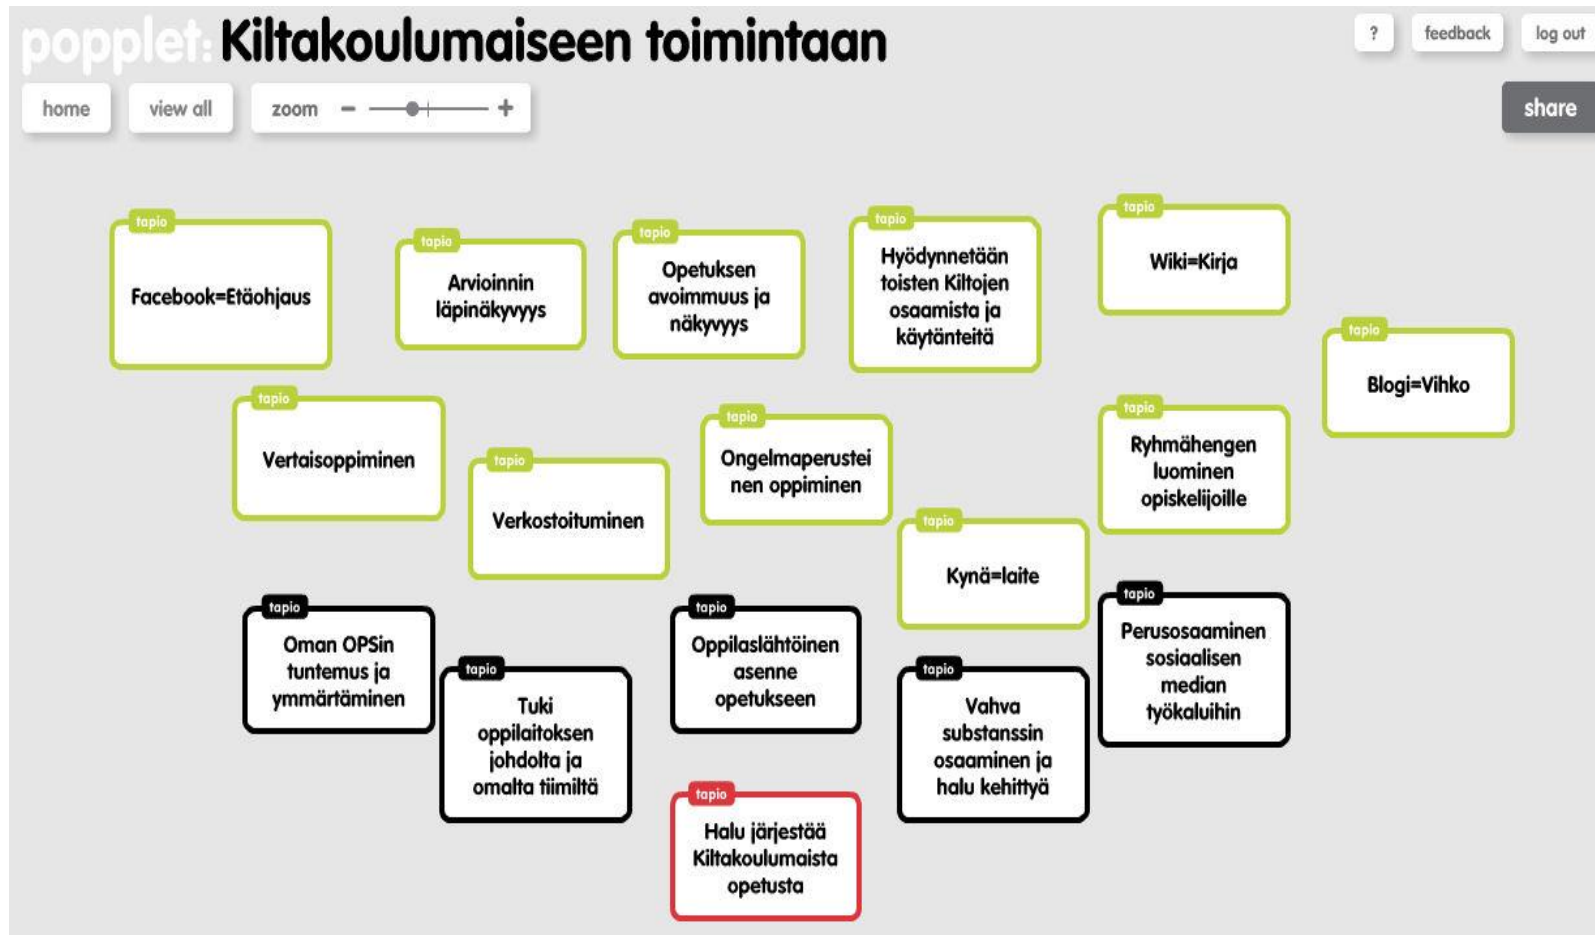 popplet: Kiltakoulumaiseen toimintaan
?
feedback
log out
home
view all
zoom
- +
share
tapio
Facebook=Etäohjaus
tapio
Arvioinnin
läpinäkyvyys
tapio
Opetuksen
avoimmuus ja
näkyvyys
tapio
Hyödynnetään
toisten Kiltojen
osaamista ja
käytänteitä
tapio
Wiki=Kirja
tapio
Blogi=Vihko
tapio
Vertaisoppiminen
tapio
Verkostoituminen
tapio
Ongelmaperustei
nen oppiminen
tapio
Kynä=laite
tapio
Ryhmähengen
luominen
opiskelijoille
tapio
Oman OPSin
tuntemus ja
ymmärtäminen
tapio
Tuki
oppilaitoksen
johdolta ja
omalta tiimiltä
tapio
Oppilaslähtöinen
asenne
opetukseen
tapio
Vahva
substanssin
osaaminen ja
halu kehittyä
tapio
Perusosaaminen
sosiaalisen
median
työkaluihin
tapio
Halu järjestää
Kiltakoulumaista
opetusta